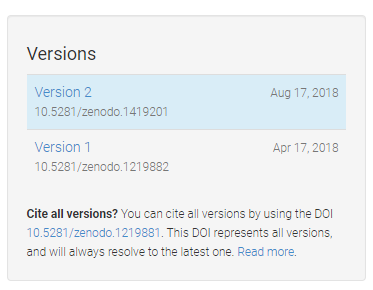 Versions
Version 2 Aug 17, 2018
10.5281/zenodo.1419201
Version 1 Apr 17, 2018
10.5281/zenodo.1219882
Cite all versions? You can cite all versions by using the DOI
10.5281/zenodo.1219881. This DOI represents all versions,
and will always resolve to the latest one. Read more.